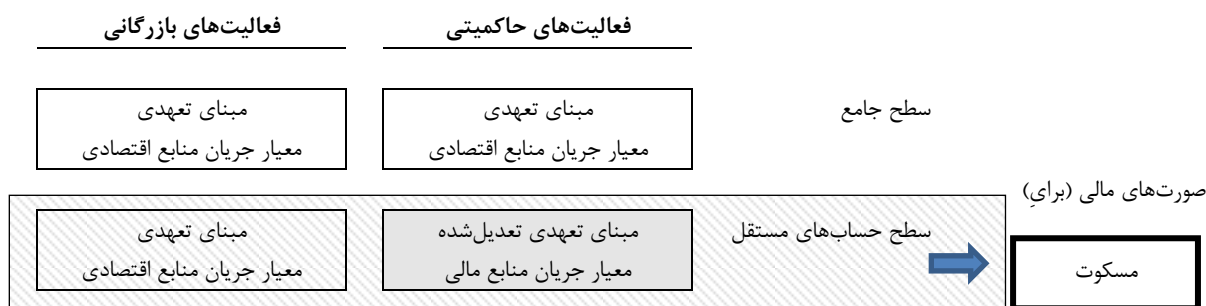 فعالیت‌های حاکمیتی
فعالیت‌های بازرگانی
سطح جامع
مبنای تعهدی
معیار جریان منابع اقتصادی
مبنای تعهدی
معیار جریان منابع اقتصادی
صورت‌های مالی (برایِ)
سطح حساب‌های مستقل
مبنای تعهدی تعدیل‌شده
معیار جریان منابع مالی
مبنای تعهدی
معیار جریان منابع اقتصادی
مسکوت